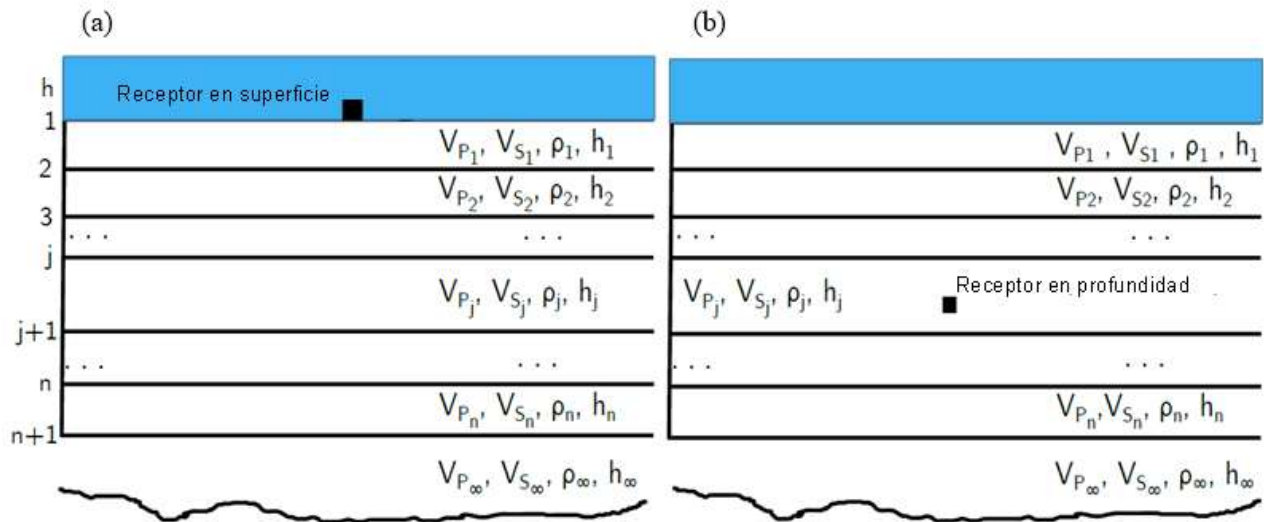 (a)
h
Receptor en superficie
1
V_P₁, V_S₁, ρ₁, h₁
2
V_P₂, V_S₂, ρ₂, h₂
3
. . . . . .
j
V_Pj, V_Sj, ρj, hj
j+1
. . . . . .
n
V_Pn, V_Sn, ρn, hn
n+1
V_P∞, V_S∞, ρ∞, h∞
(b)
V_P1 , V_S1 , ρ₁ , h₁
V_P2, V_S2, ρ₂, h₂
. . . . . .
Receptor en profundidad
V_Pj, V_Sj, ρj, hj
. . . . . .
V_Pn,V_Sn, ρn, hn
V_P∞, V_S∞, ρ∞, h∞